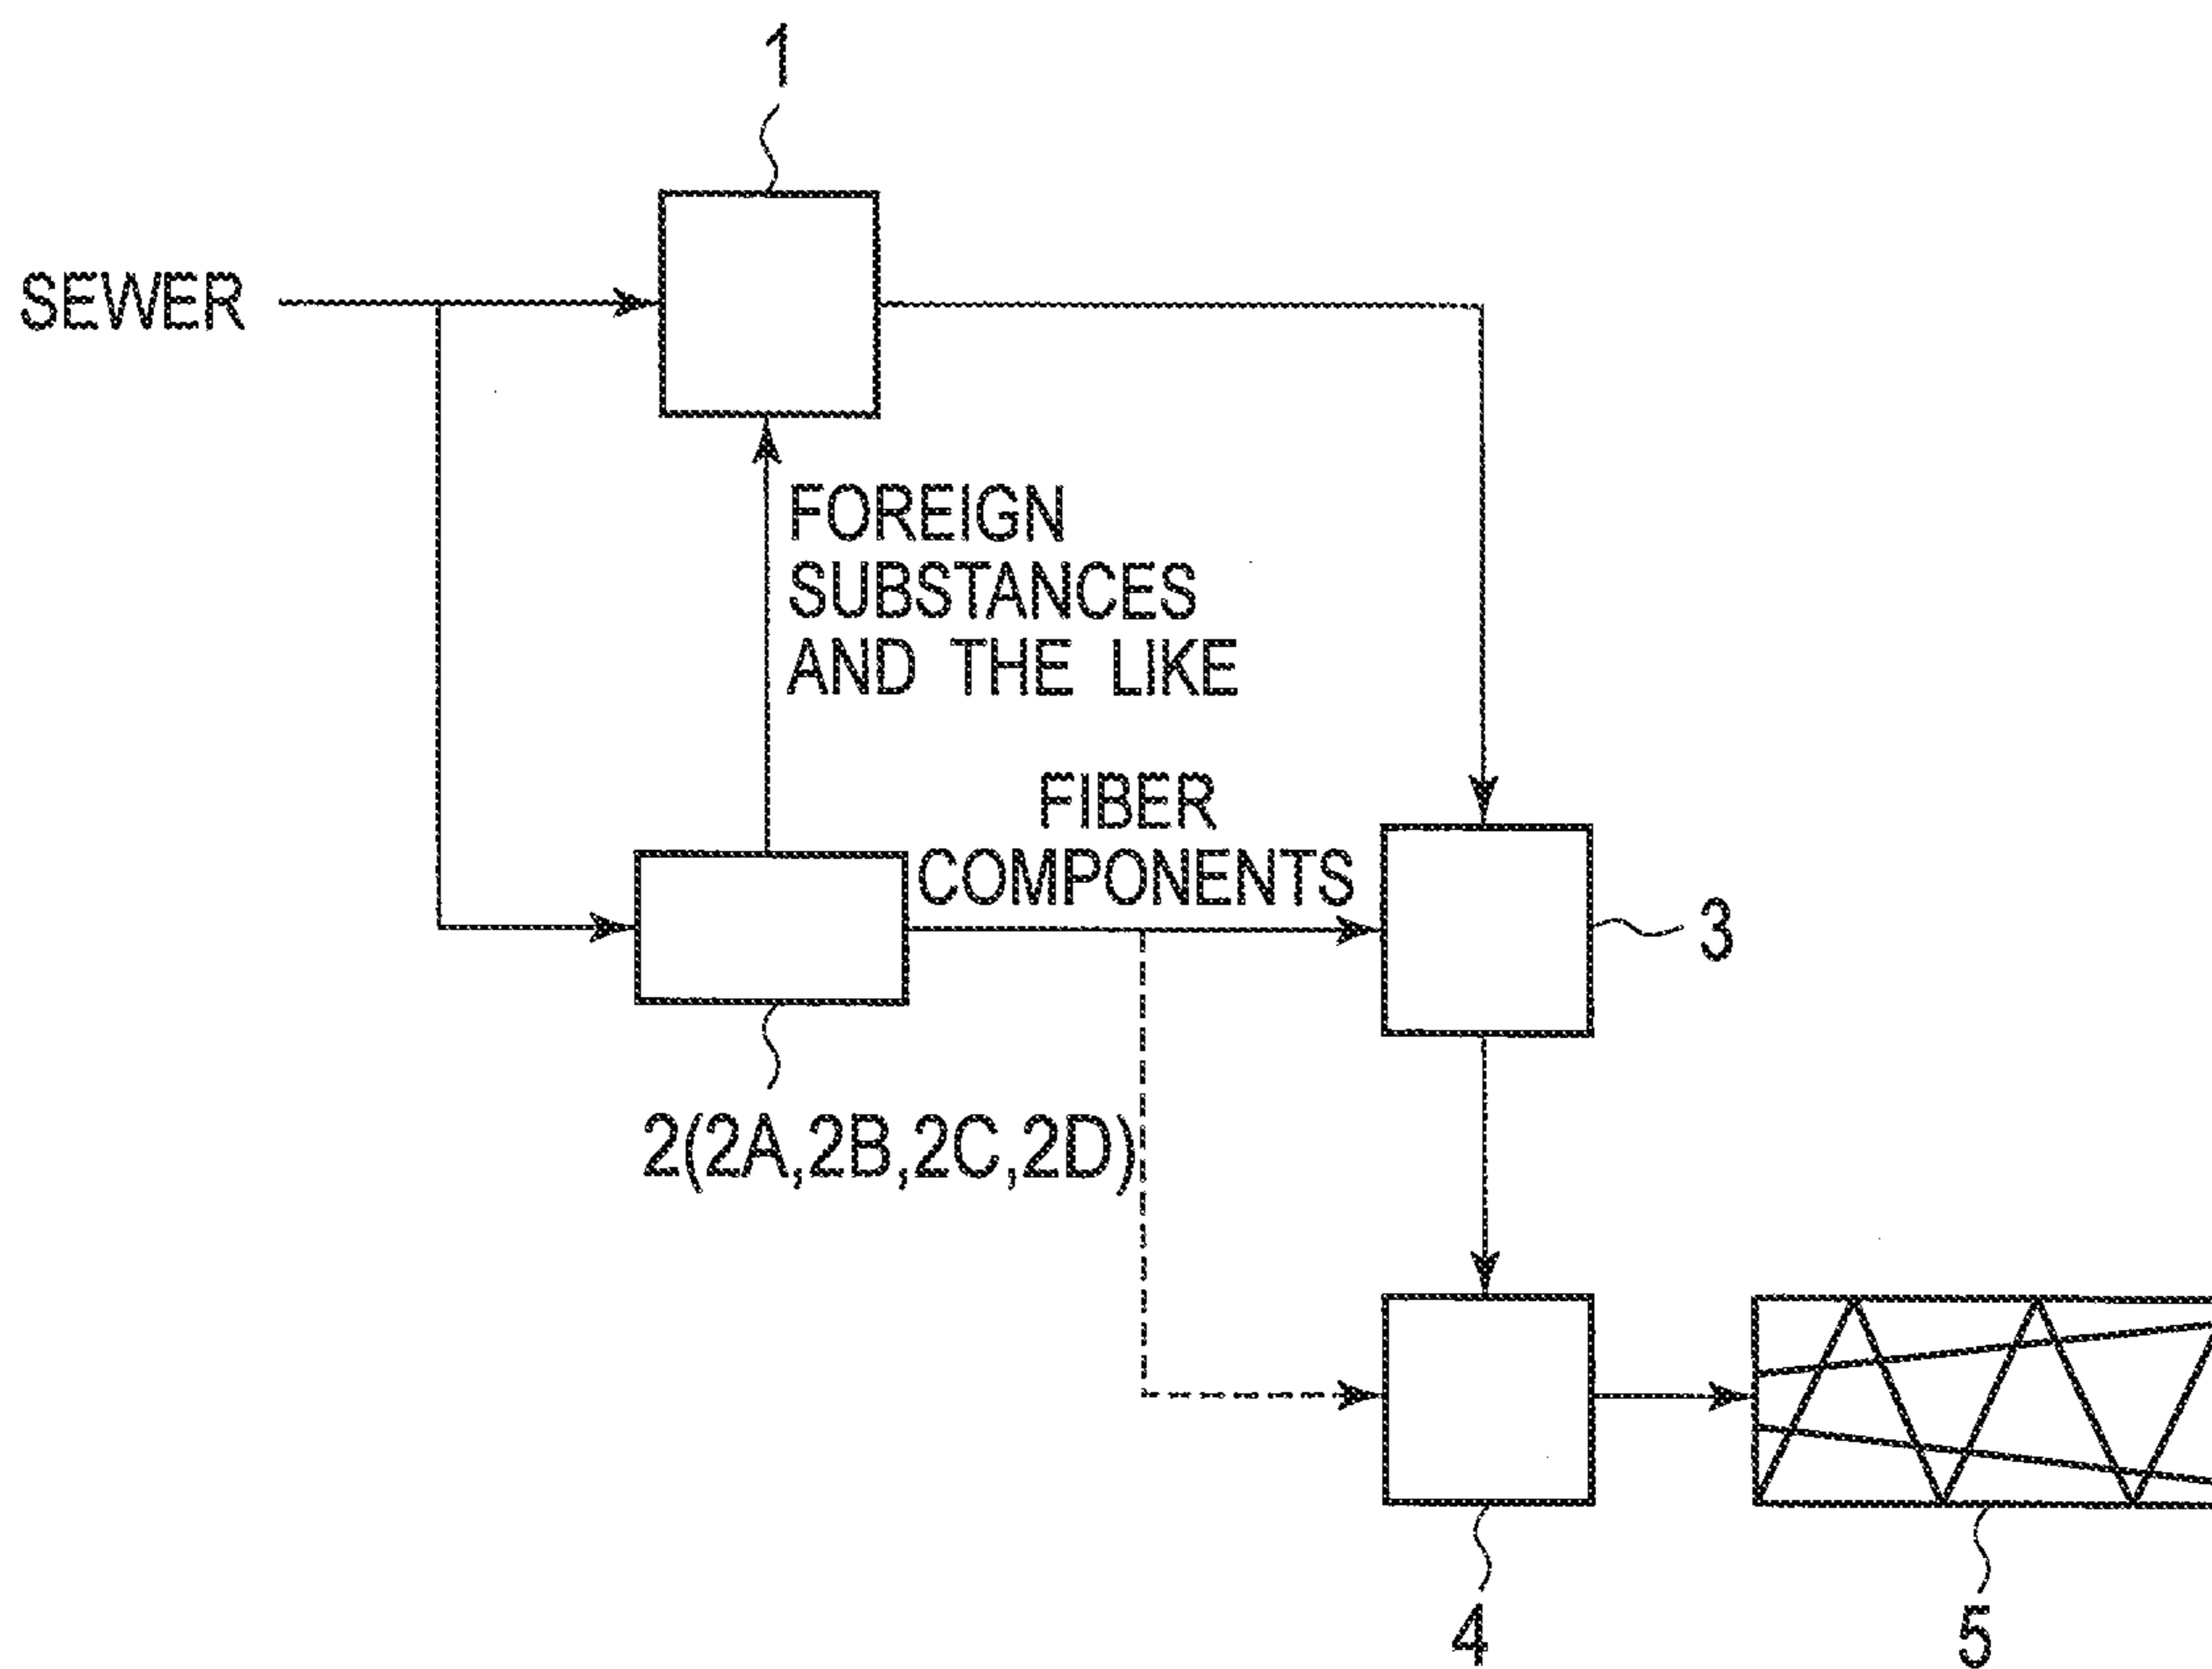 1
SEWER
FOREIGN
SUBSTANCES
AND THE LIKE
FIBER
COMPONENTS
3
2(2A,2B,2C,2D)
4
5